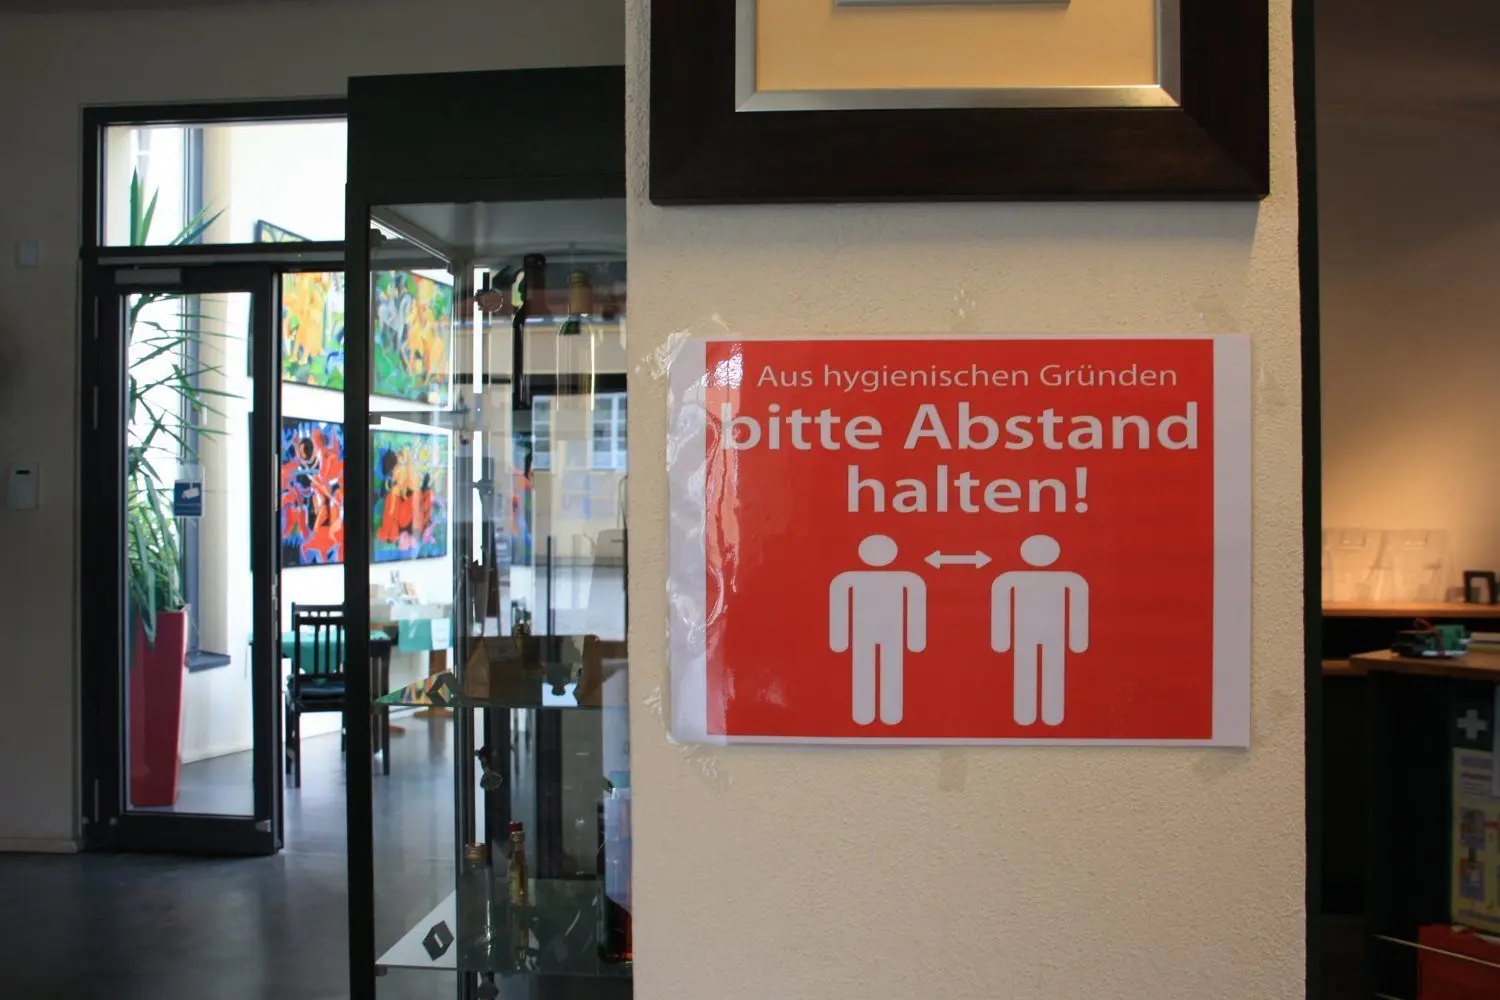 Aus hygienischen Gründen
bitte Abstand
halten!